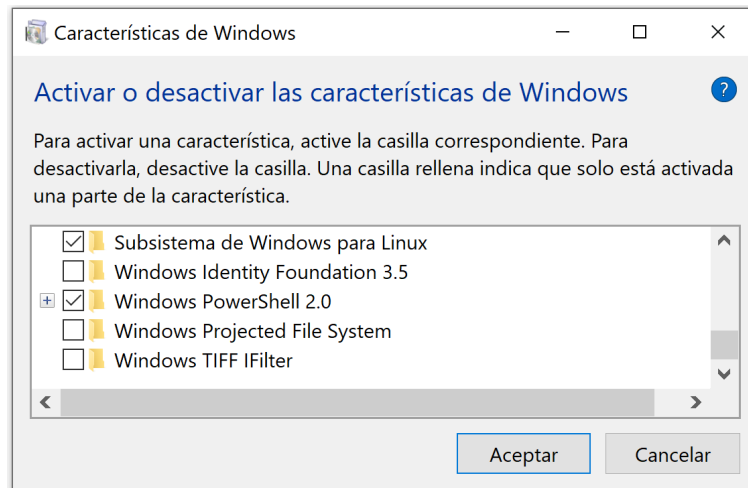 Características de Windows
Activar o desactivar las características de Windows
?
Para activar una característica, active la casilla correspondiente. Para
desactivarla, desactive la casilla. Una casilla rellena indica que solo está activada
una parte de la característica.
Subsistema de Windows para Linux
Windows Identity Foundation 3.5
Windows PowerShell 2.0
Windows Projected File System
Windows TIFF IFilter
Aceptar
Cancelar